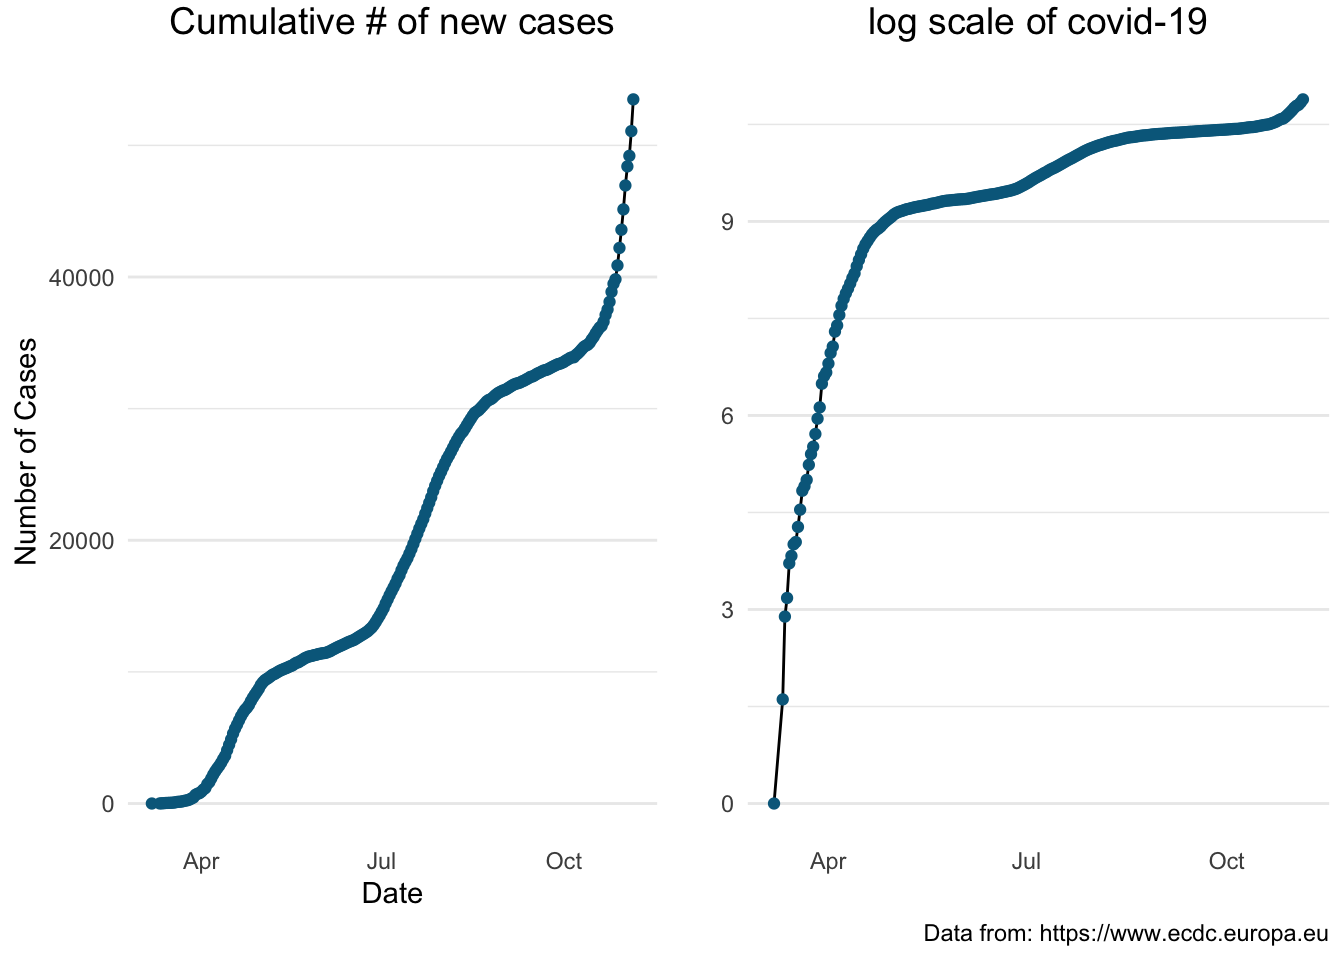 Cumulative # of new cases
log scale of covid-19
Number of Cases
40000
20000
0
Apr
Jul
Oct
Date
9
6
3
0
Apr
Jul
Oct
Data from: https://www.ecdc.europa.eu